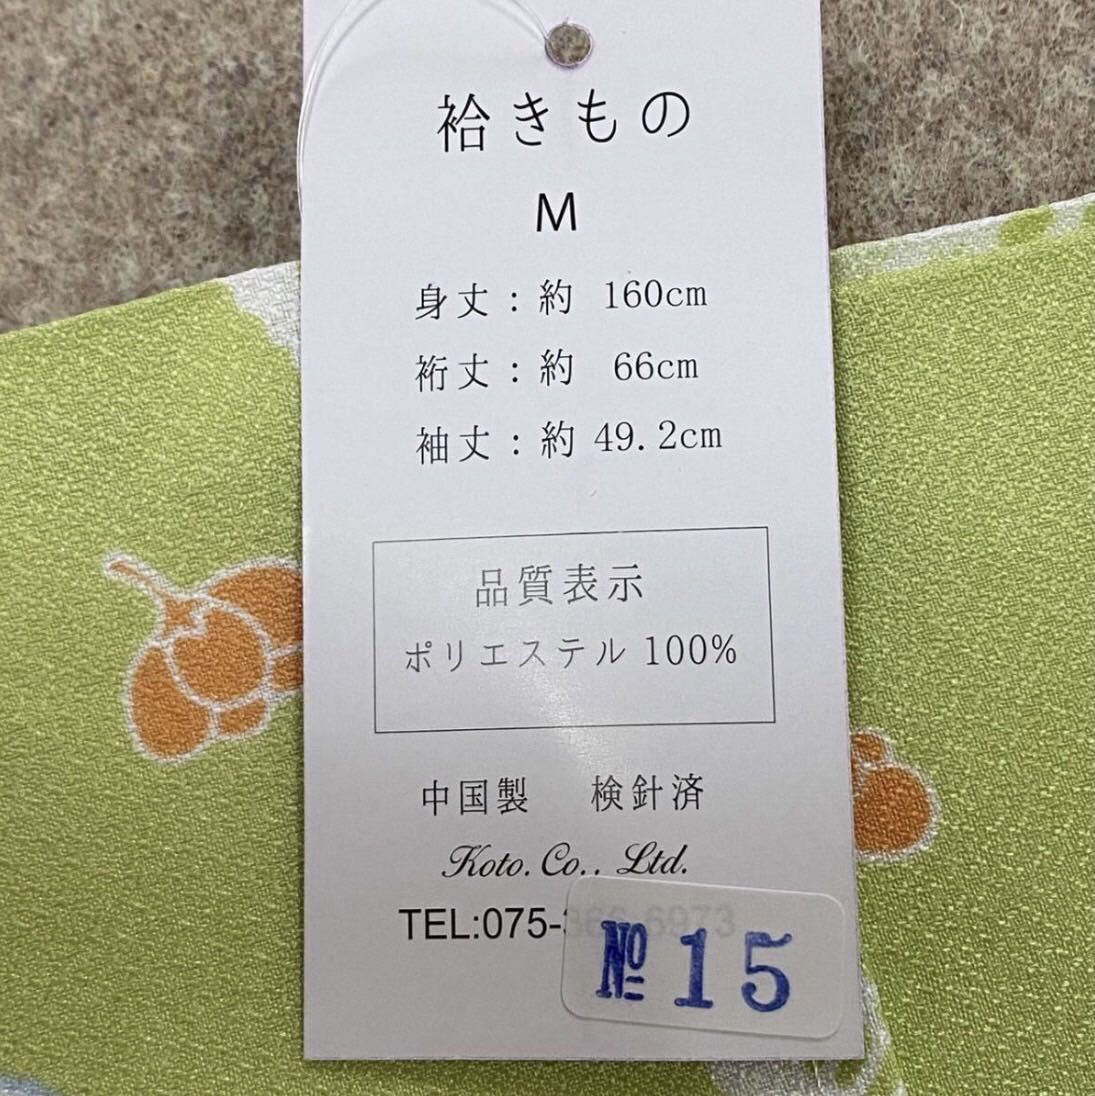 袷きもの
M
身丈：約 160cm
裄丈：約 66cm
袖丈：約 49.2cm
品質表示
ポリエステル 100%
中国製 検針済
Koto. Co., Ltd.
TEL:075-
№15